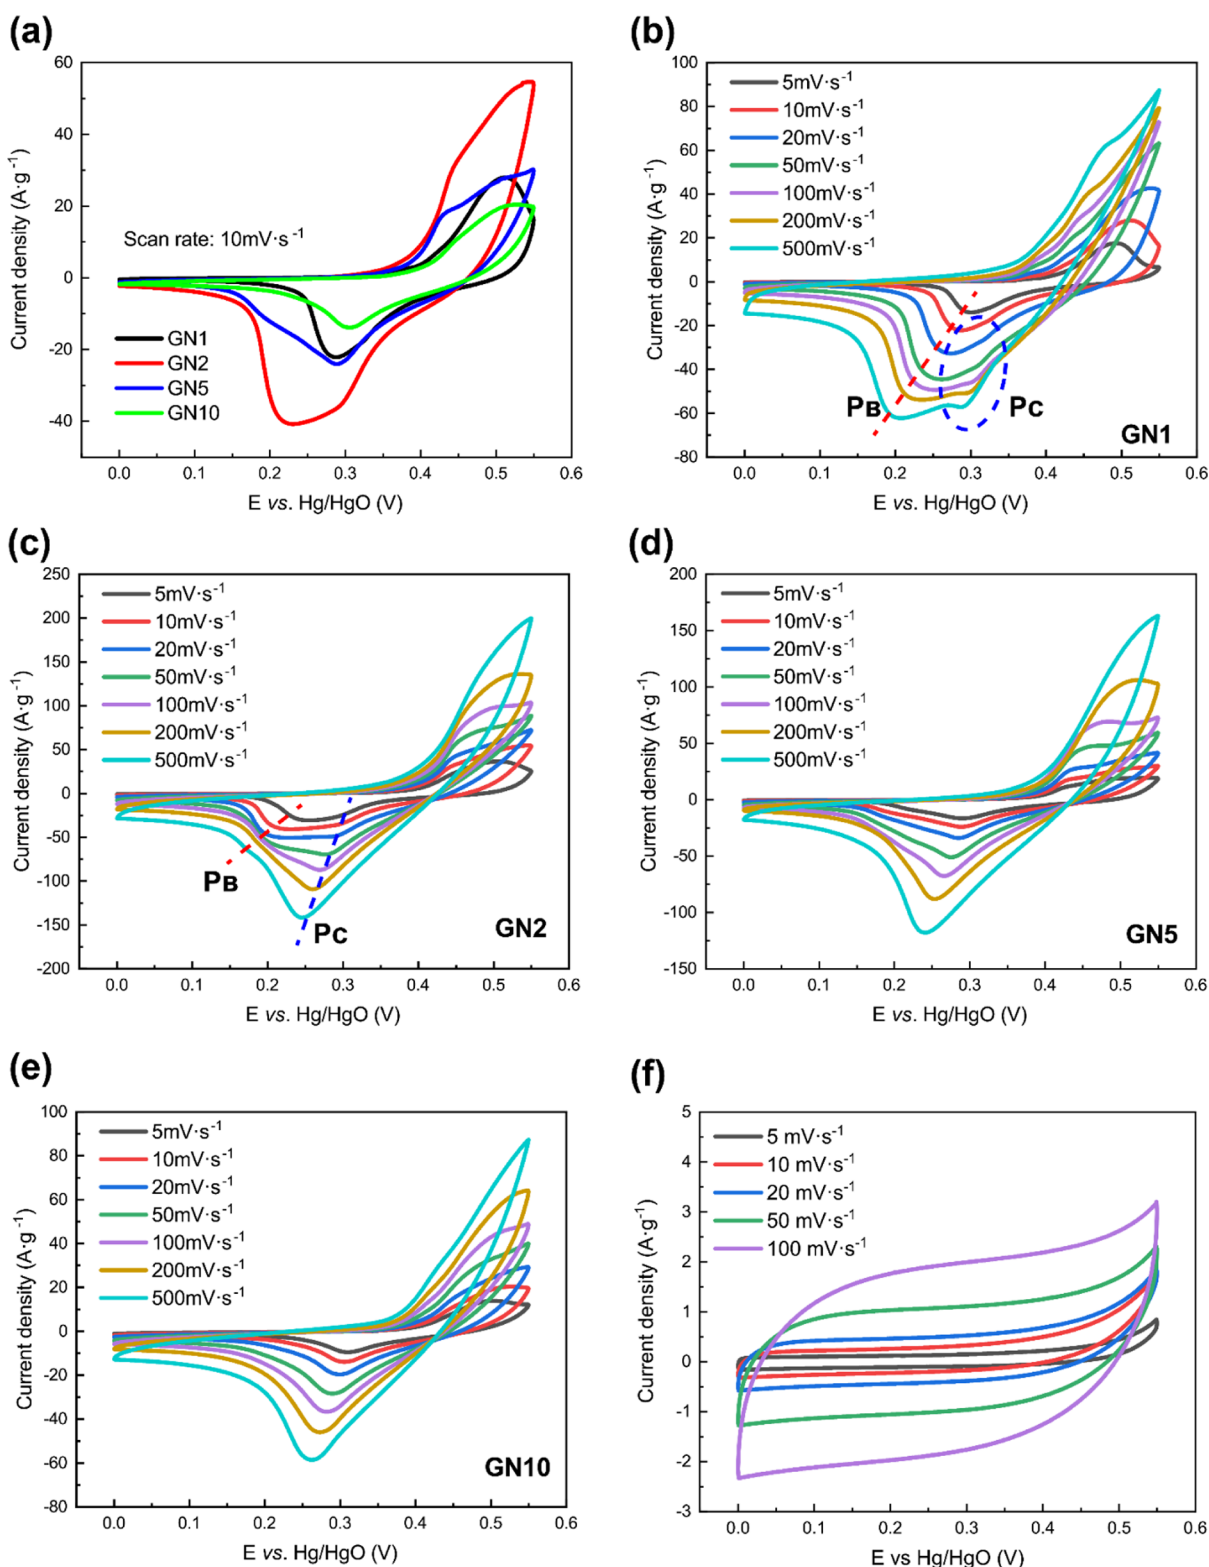 (a)
60
40
20
0
-20
-40
Current density (A·g⁻¹)
Scan rate: 10mV·s⁻¹
GN1
GN2
GN5
GN10
0.0 0.1 0.2 0.3 0.4 0.5 0.6
E vs. Hg/HgO (V)
(b)
100
80
60
40
20
0
-20
-40
-60
-80
Current density (A·g⁻¹)
5mV·s⁻¹
10mV·s⁻¹
20mV·s⁻¹
50mV·s⁻¹
100mV·s⁻¹
200mV·s⁻¹
500mV·s⁻¹
PB
PC
GN1
0.0 0.1 0.2 0.3 0.4 0.5 0.6
E vs. Hg/HgO (V)
(c)
250
200
150
100
50
0
-50
-100
-150
-200
Current density (A·g⁻¹)
5mV·s⁻¹
10mV·s⁻¹
20mV·s⁻¹
50mV·s⁻¹
100mV·s⁻¹
200mV·s⁻¹
500mV·s⁻¹
PB
PC
GN2
0.0 0.1 0.2 0.3 0.4 0.5 0.6
E vs. Hg/HgO (V)
(d)
200
150
100
50
0
-50
-100
-150
Current density (A·g⁻¹)
5mV·s⁻¹
10mV·s⁻¹
20mV·s⁻¹
50mV·s⁻¹
100mV·s⁻¹
200mV·s⁻¹
500mV·s⁻¹
GN5
0.0 0.1 0.2 0.3 0.4 0.5 0.6
E vs. Hg/HgO (V)
(e)
100
80
60
40
20
0
-20
-40
-60
-80
Current density (A·g⁻¹)
5mV·s⁻¹
10mV·s⁻¹
20mV·s⁻¹
50mV·s⁻¹
100mV·s⁻¹
200mV·s⁻¹
500mV·s⁻¹
GN10
0.0 0.1 0.2 0.3 0.4 0.5 0.6
E vs. Hg/HgO (V)
(f)
5
4
3
2
1
0
-1
-2
-3
Current density (A·g⁻¹)
5 mV·s⁻¹
10 mV·s⁻¹
20 mV·s⁻¹
50 mV·s⁻¹
100 mV·s⁻¹
0.0 0.1 0.2 0.3 0.4 0.5 0.6
E vs Hg/HgO (V)